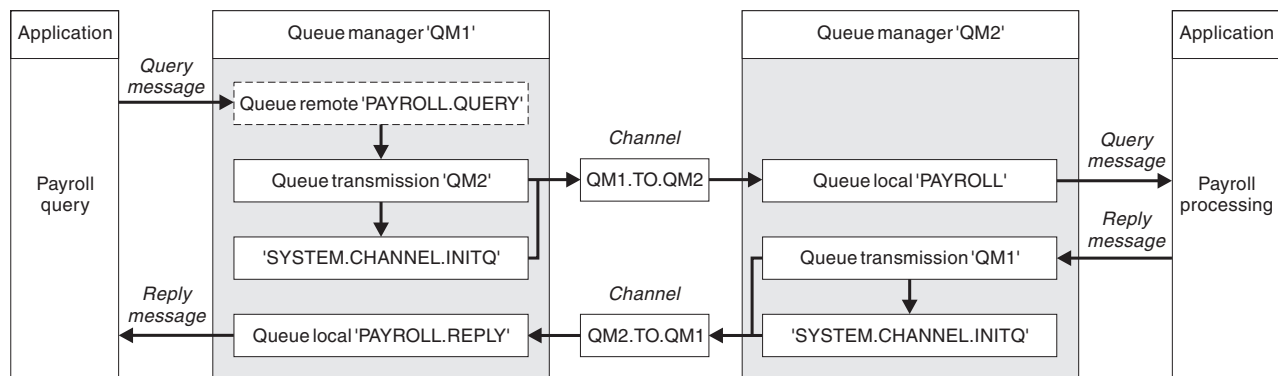 Application
Queue manager 'QM1'
Queue manager 'QM2'
Application
Query
message
Queue remote 'PAYROLL.QUERY'
Channel
Query
message
Payroll
query
Queue transmission 'QM2'
QM1.TO.QM2
Queue local 'PAYROLL'
Payroll
processing
Reply
message
'SYSTEM.CHANNEL.INITQ'
Queue transmission 'QM1'
Reply
message
Channel
Queue local 'PAYROLL.REPLY'
QM2.TO.QM1
'SYSTEM.CHANNEL.INITQ'